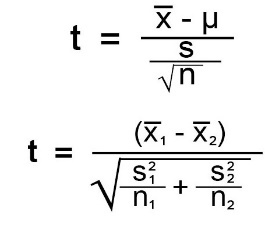 t = (x̄ - μ) / (s / √n)
t = (x̄₁ - x̄₂) / √(s₁²/n₁ + s₂²/n₂)